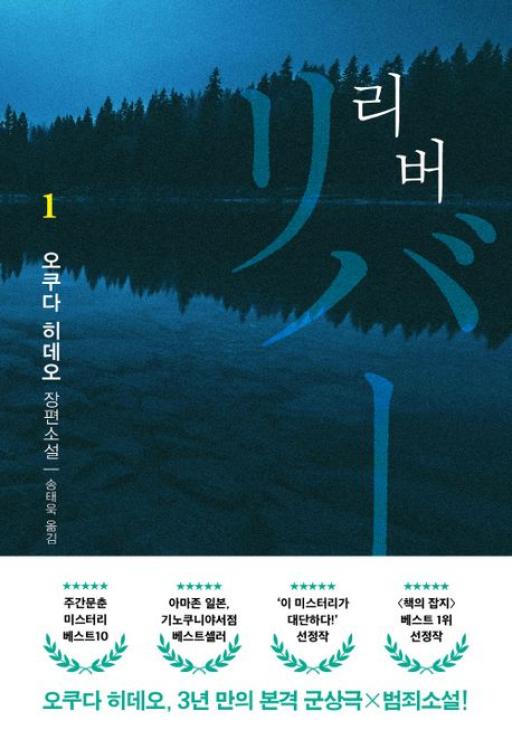 リバー
리버
1
오쿠다 히데오 장편소설 | 송태욱 옮김
★★★★★
주간문춘
미스터리
베스트10
★★★★★
아마존 일본,
기노쿠니야서점
베스트셀러
★★★★★
‘이 미스터리가
대단하다!’
선정작
★★★★★
〈책의 잡지〉
베스트 1위
선정작
오쿠다 히데오, 3년 만의 본격 군상극×범죄소설!